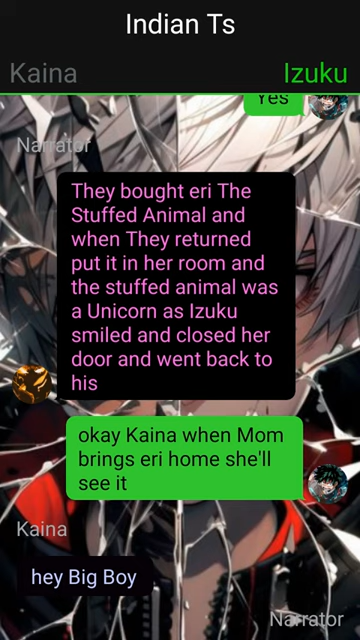 Indian Ts
Kaina
Izuku
Yes
Narrator
They bought eri The
Stuffed Animal and
when They returned
put it in her room and
the stuffed animal was
a Unicorn as Izuku
smiled and closed her
door and went back to
his
okay Kaina when Mom
brings eri home she'll
see it
Kaina
hey Big Boy
Narrator